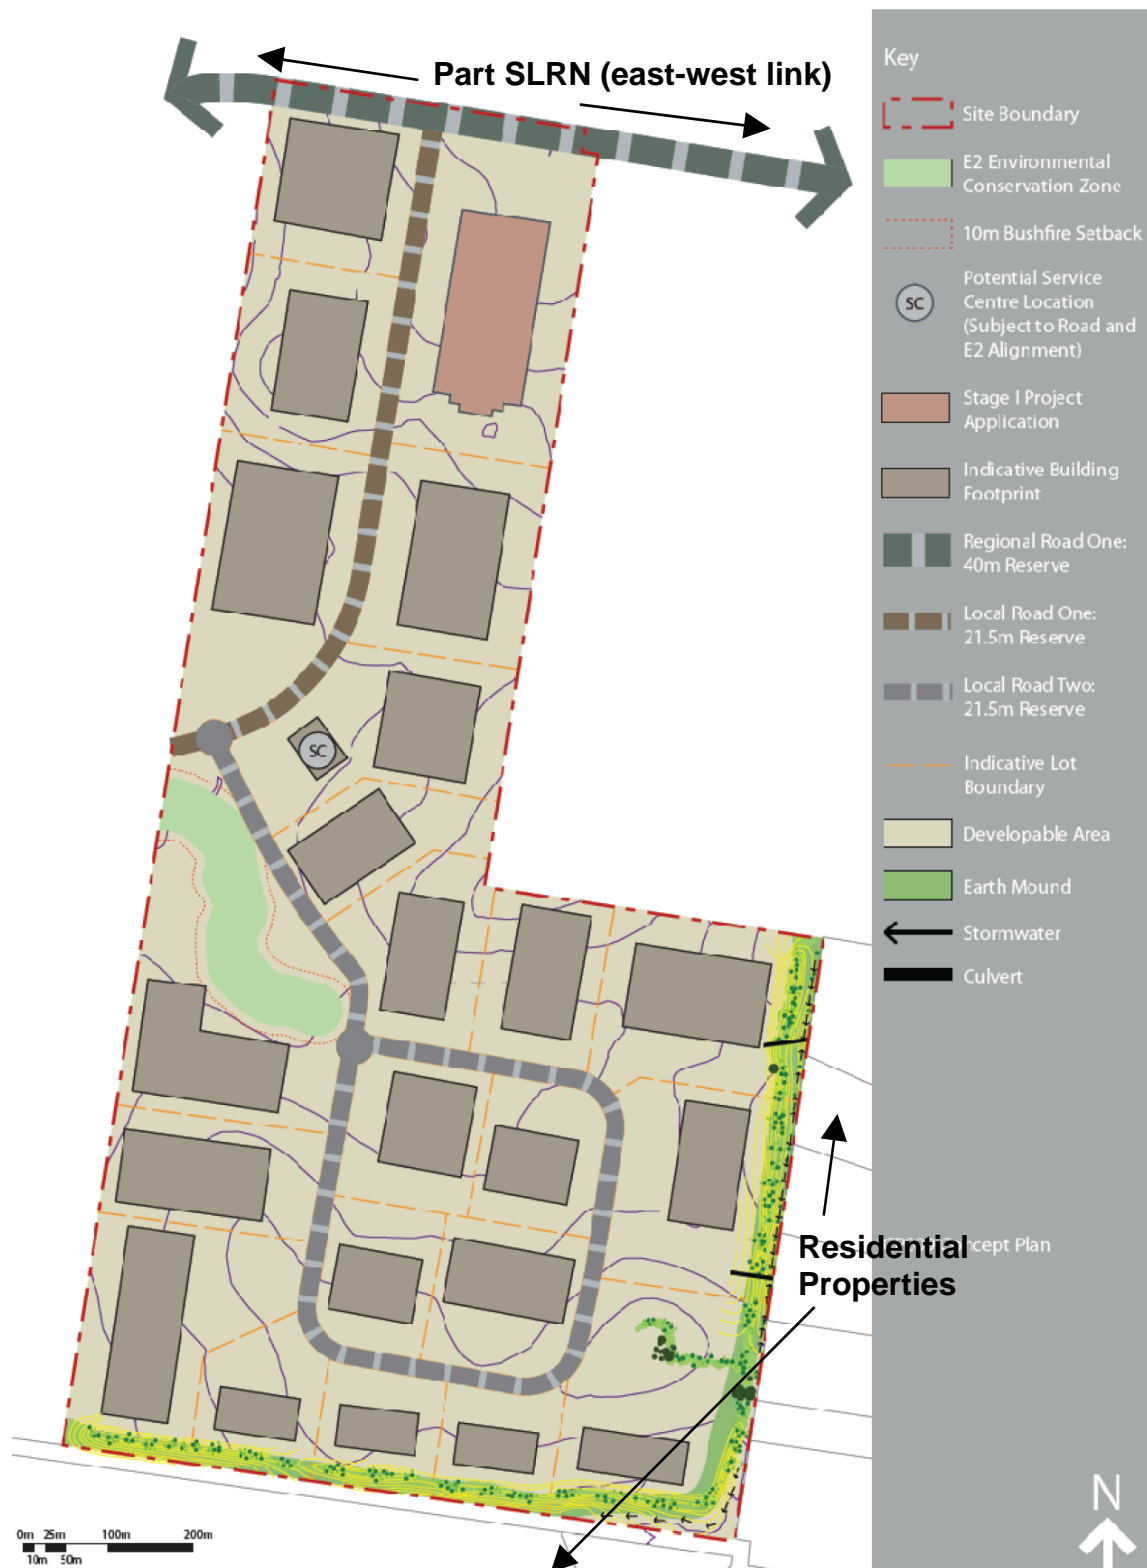 Part SLRN (east-west link)
SC
Residential
Properties
0m 25m 100m 200m
10m 50m
Key
Site Boundary
E2 Environmental
Conservation Zone
10m Bushfire Setback
SC
Potential Service
Centre Location
(Subject to Road and
E2 Alignment)
Stage I Project
Application
Indicative Building
Footprint
Regional Road One:
40m Reserve
Local Road One:
21.5m Reserve
Local Road Two:
21.5m Reserve
Indicative Lot
Boundary
Developable Area
Earth Mound
Stormwater
Culvert
Plan
N